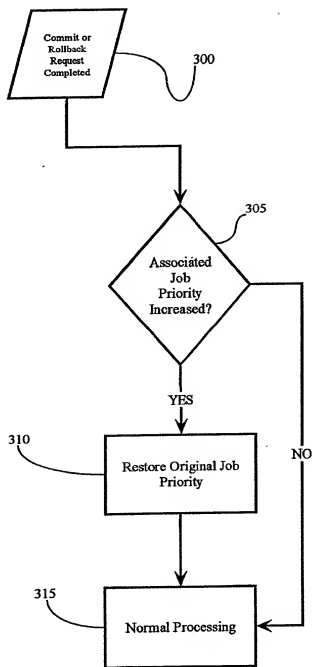 Commit or
Rollback
Request
Completed
300
305
Associated
Job
Priority
Increased?
YES
NO
310
Restore Original Job
Priority
315
Normal Processing